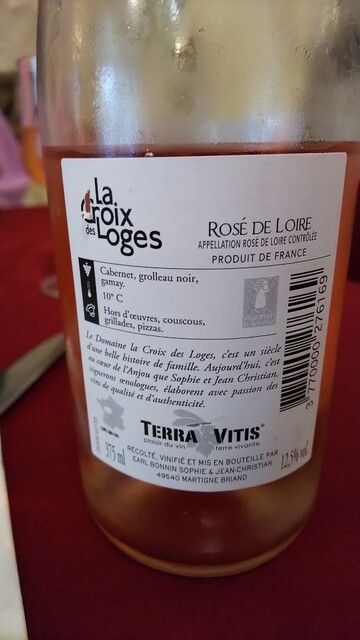 La
Croix
des Loges
ROSÉ DE LOIRE
APPELLATION ROSÉ DE LOIRE CONTRÔLÉE
PRODUIT DE FRANCE
Cabernet, grolleau noir,
gamay.
10° C
Hors d'œuvres, couscous,
grillades, pizzas.
Le Domaine la Croix des Loges, c'est un siècle
d'une belle histoire de famille. Aujourd'hui, c'est
au cœur de l'Anjou que Sophie et Jean Christian,
vignerons œnologues, élaborent avec passion des
vins de qualité et d'authenticité.
3 770000 276169
TERRA VITIS®
plaisir du vin terre vivante
375 ml
RÉCOLTÉ, VINIFIÉ ET MIS EN BOUTEILLE PAR
EARL BONNIN SOPHIE & JEAN-CHRISTIAN
49540 MARTIGNE BRIAND
12,5% vol.